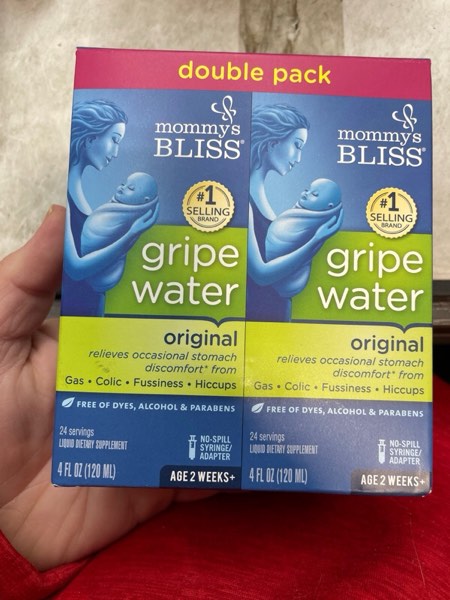 double pack
mommy's
BLISS®
#1
SELLING
BRAND
gripe
water
original
relieves occasional stomach
discomfort* from
Gas • Colic • Fussiness • Hiccups
FREE OF DYES, ALCOHOL & PARABENS
24 servings
LIQUID DIETARY SUPPLEMENT
4 FL OZ (120 ML)
NO-SPILL
SYRINGE/
ADAPTER
AGE 2 WEEKS+
mommy's
BLISS®
#1
SELLING
BRAND
gripe
water
original
relieves occasional stomach
discomfort* from
Gas • Colic • Fussiness • Hiccups
FREE OF DYES, ALCOHOL & PARABENS
24 servings
LIQUID DIETARY SUPPLEMENT
4 FL OZ (120 ML)
NO-SPILL
SYRINGE/
ADAPTER
AGE 2 WEEKS+